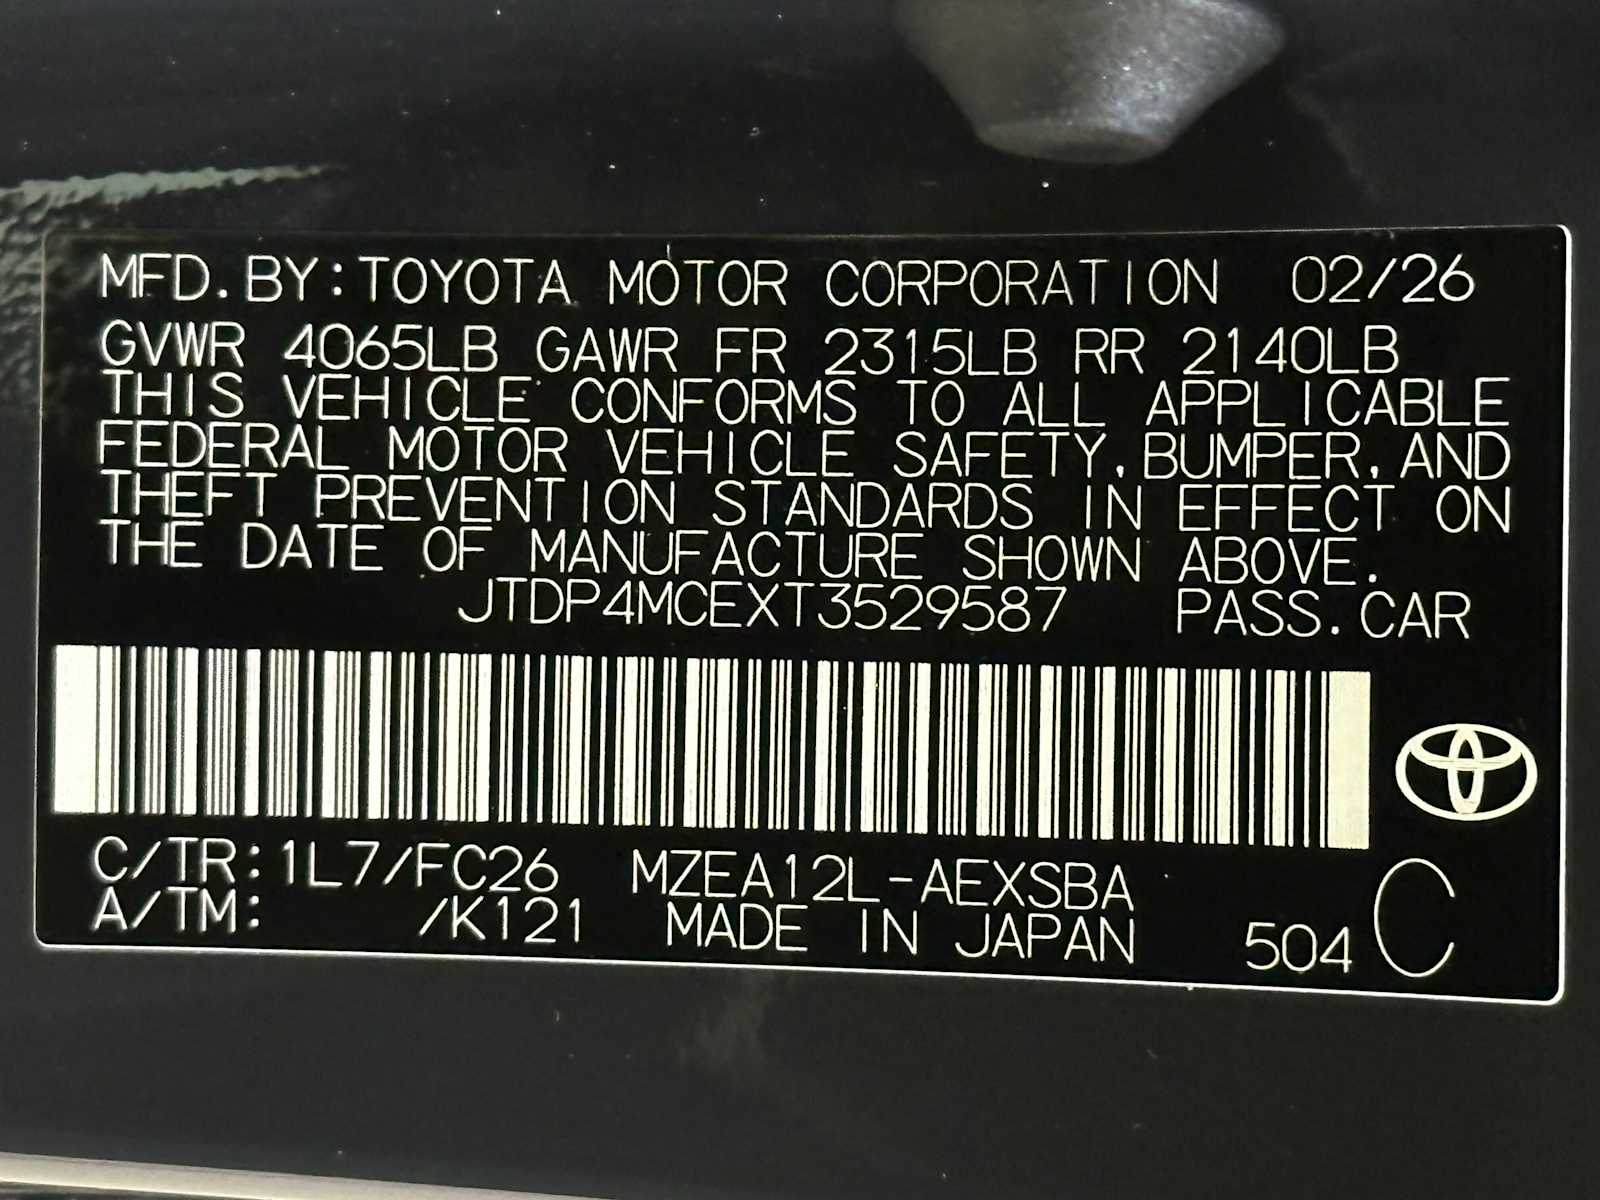 MFD. BY: TOYOTA MOTOR CORPORATION 02/26
GVWR 4065LB GAWR FR 2315LB RR 2140LB
THIS VEHICLE CONFORMS TO ALL APPLICABLE
FEDERAL MOTOR VEHICLE SAFETY, BUMPER, AND
THEFT PREVENTION STANDARDS IN EFFECT ON
THE DATE OF MANUFACTURE SHOWN ABOVE.
JTDP4MCEXT3529587 PASS. CAR
C/TR: 1L7/FC26 MZEA12L-AEXSBA
A/TM: /K121 MADE IN JAPAN 504 C